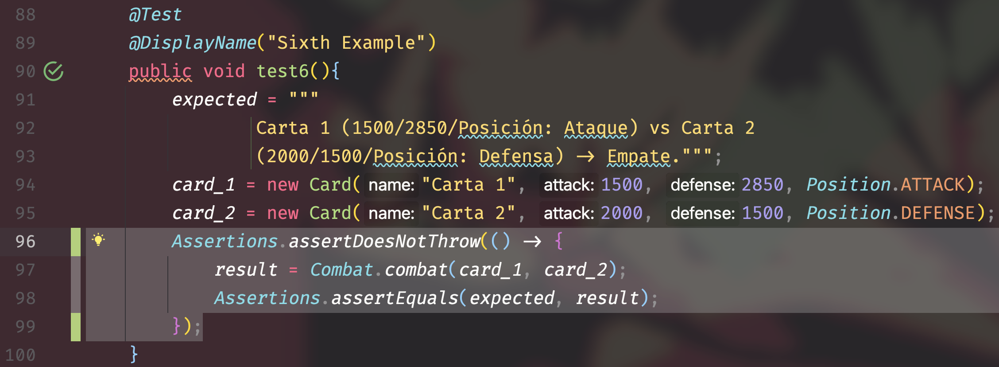 88 @Test
89 @DisplayName("Sixth Example")
90 public void test6(){
91 expected = """
92 Carta 1 (1500/2850/Posición: Ataque) vs Carta 2
93 (2000/1500/Posición: Defensa) -> Empate.""";
94 card_1 = new Card( name: "Carta 1", attack: 1500, defense: 2850, Position.ATTACK);
95 card_2 = new Card( name: "Carta 2", attack: 2000, defense: 1500, Position.DEFENSE);
96 Assertions.assertDoesNotThrow(() -> {
97 result = Combat.combat(card_1, card_2);
98 Assertions.assertEquals(expected, result);
99 });
100 }